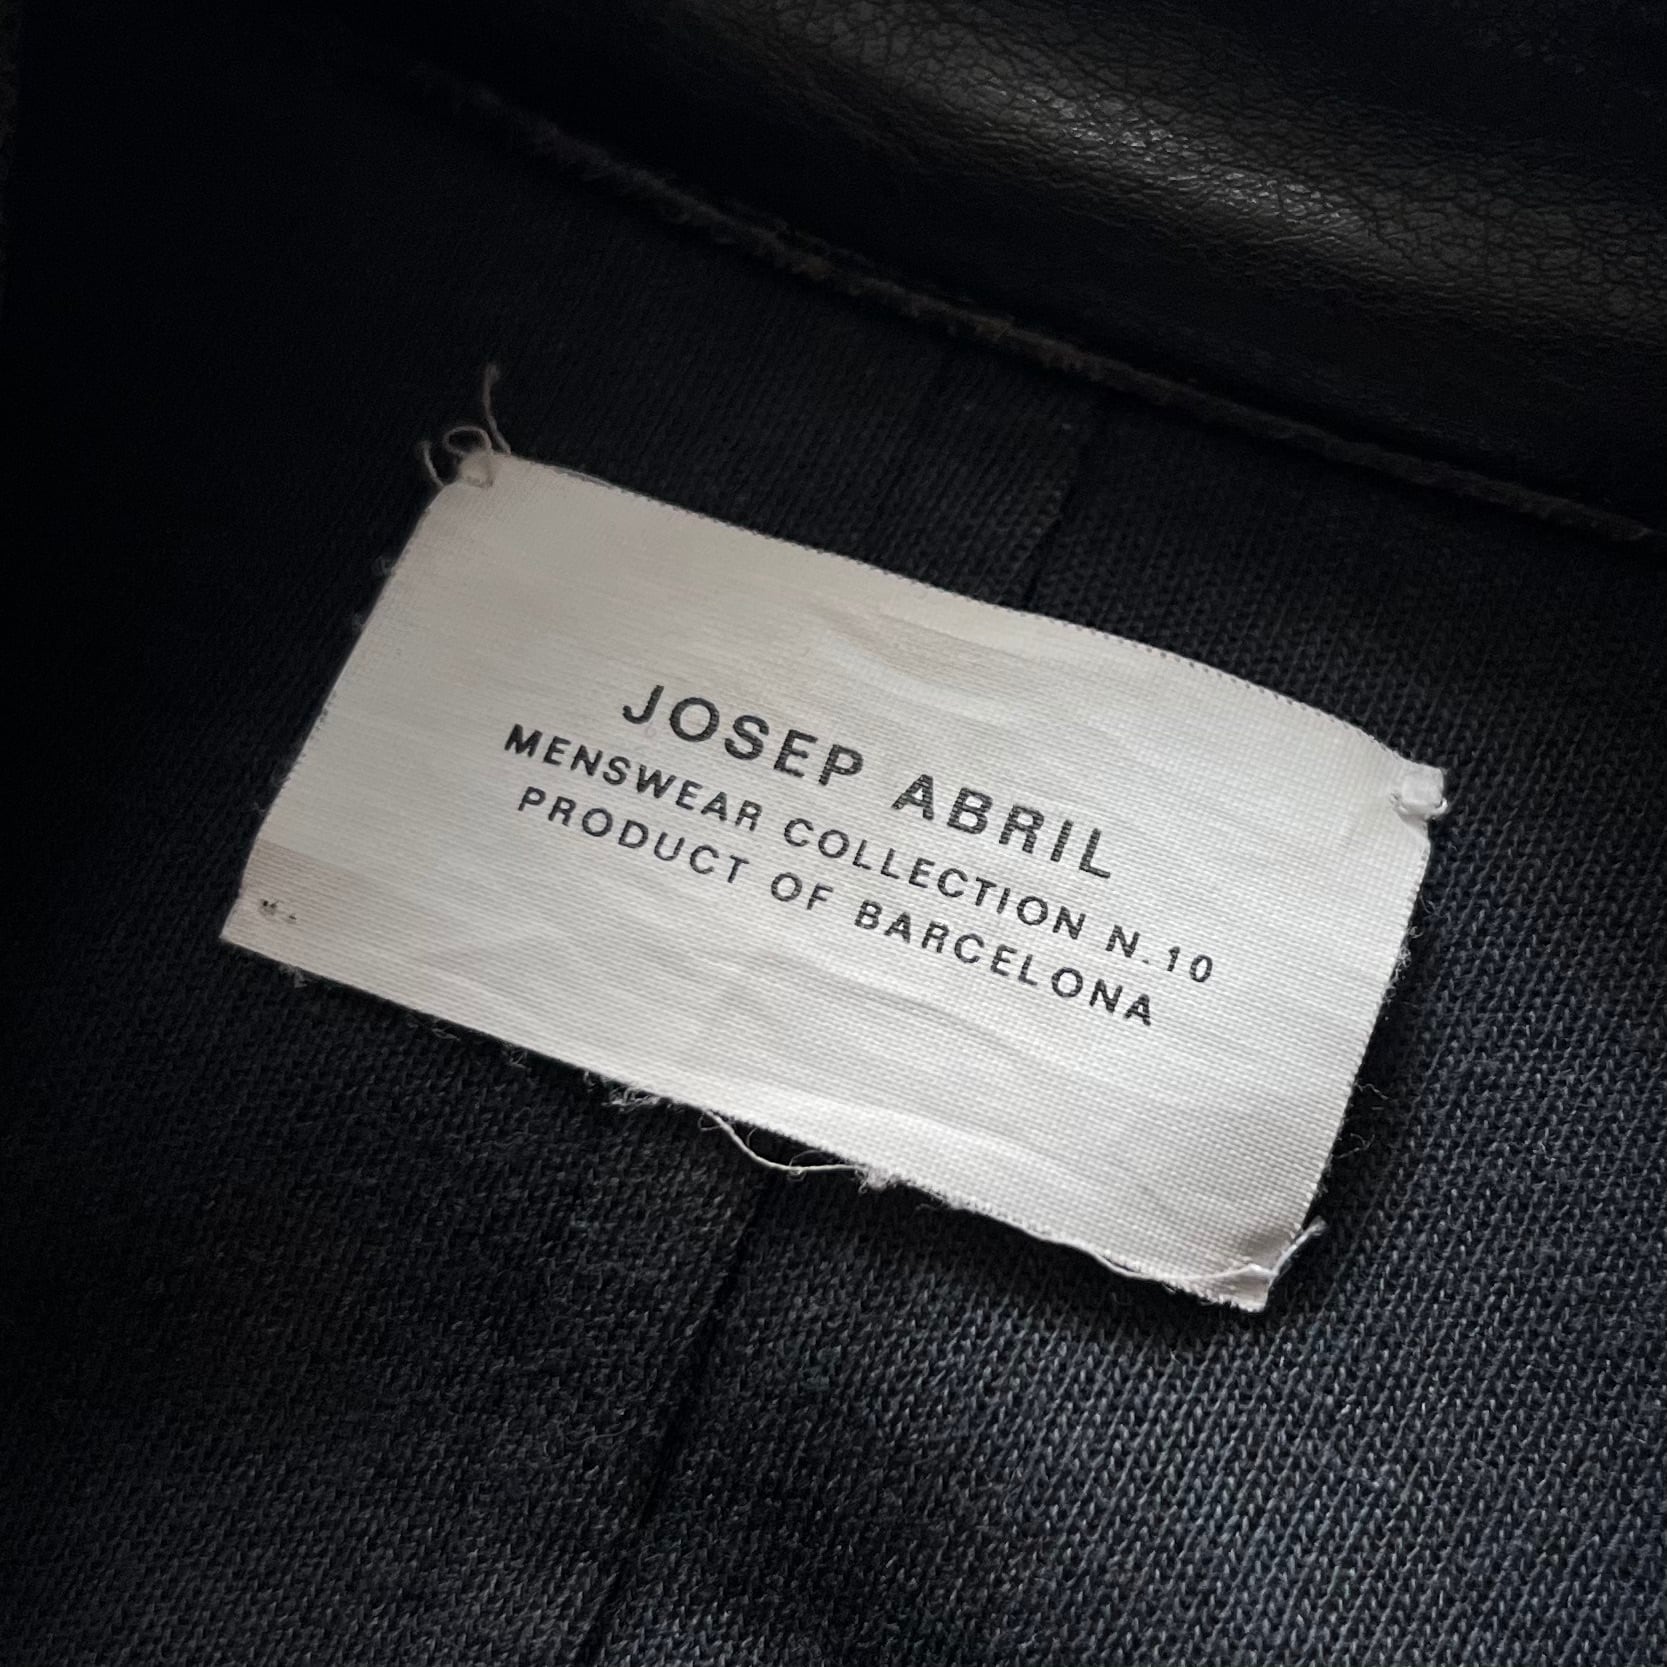 JOSEP ABRIL
MENSWEAR COLLECTION N.10
PRODUCT OF BARCELONA